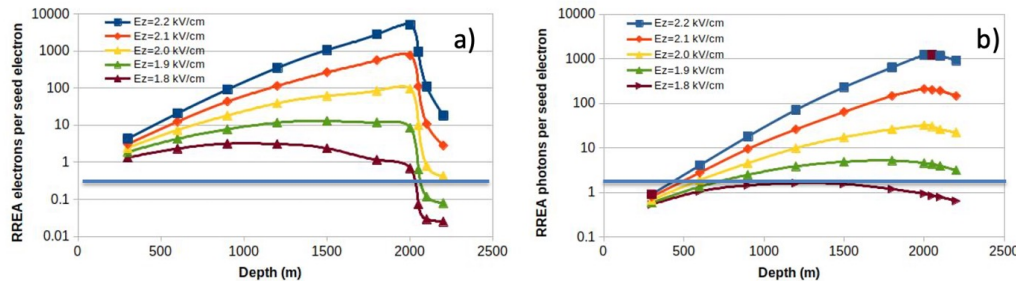 a)
Ez=2.2 kV/cm
Ez=2.1 kV/cm
Ez=2.0 kV/cm
Ez=1.9 kV/cm
Ez=1.8 kV/cm
RREA electrons per seed electron
10000
1000
100
10
1
0.1
0.01
0 500 1000 1500 2000 2500
Depth (m)
b)
Ez=2.2 kV/cm
Ez=2.1 kV/cm
Ez=2.0 kV/cm
Ez=1.9 kV/cm
Ez=1.8 kV/cm
RREA photons per seed electron
10000
1000
100
10
1
0.1
0 500 1000 1500 2000 2500
Depth (m)